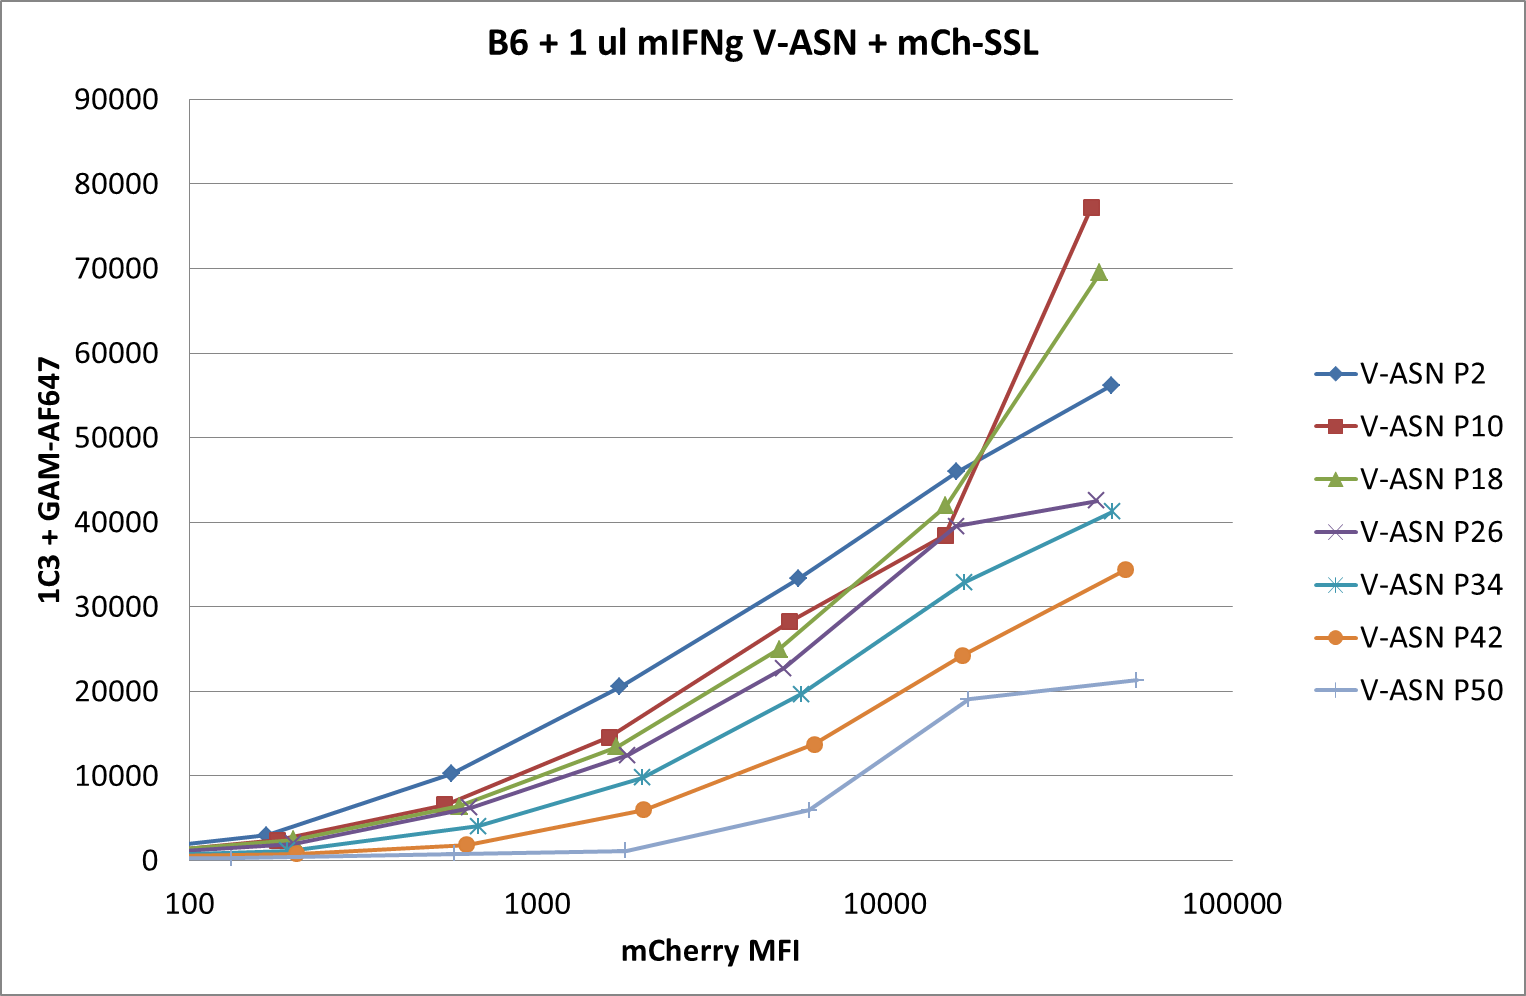 B6 + 1 ul mIFNg V-ASN + mCh-SSL
90000
80000
70000
60000
50000
40000
30000
20000
10000
0
1C3 + GAM-AF647
100 1000 10000 100000
mCherry MFI
V-ASN P2
V-ASN P10
V-ASN P18
V-ASN P26
V-ASN P34
V-ASN P42
V-ASN P50